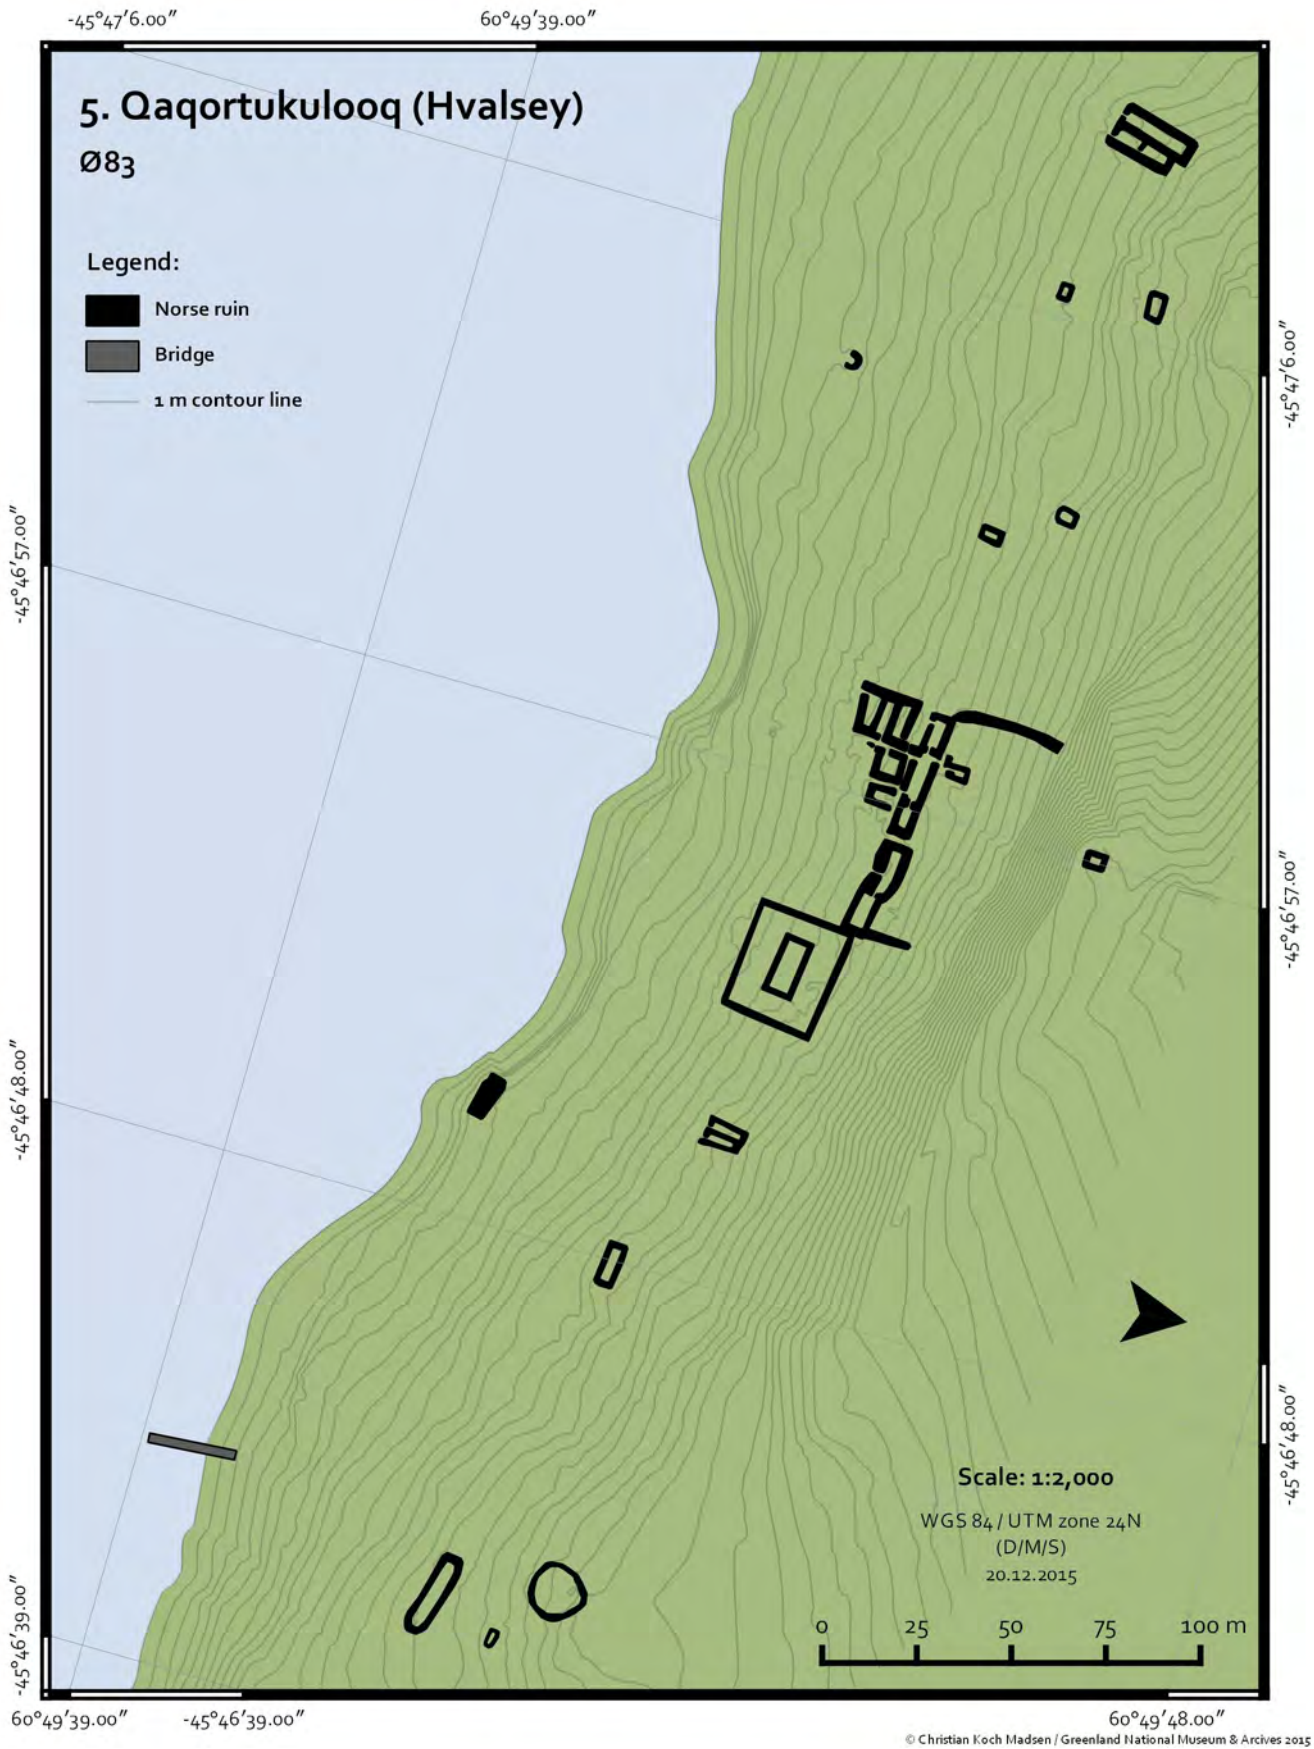 -45°47'6.00"
60°49'39.00"
5. Qaqortukulooq (Hvalsey)
Ø83
Legend:
Norse ruin
Bridge
1 m contour line
-45°47'6.00"
-45°46'57.00"
-45°46'57.00"
-45°46'48.00"
-45°46'48.00"
Scale: 1:2,000
WGS 84 / UTM zone 24N
(D/M/S)
20.12.2015
-45°46'39.00"
0 25 50 75 100 m
60°49'39.00"
-45°46'39.00"
60°49'48.00"
© Christian Koch Madsen / Greenland National Museum & Arcives 2015